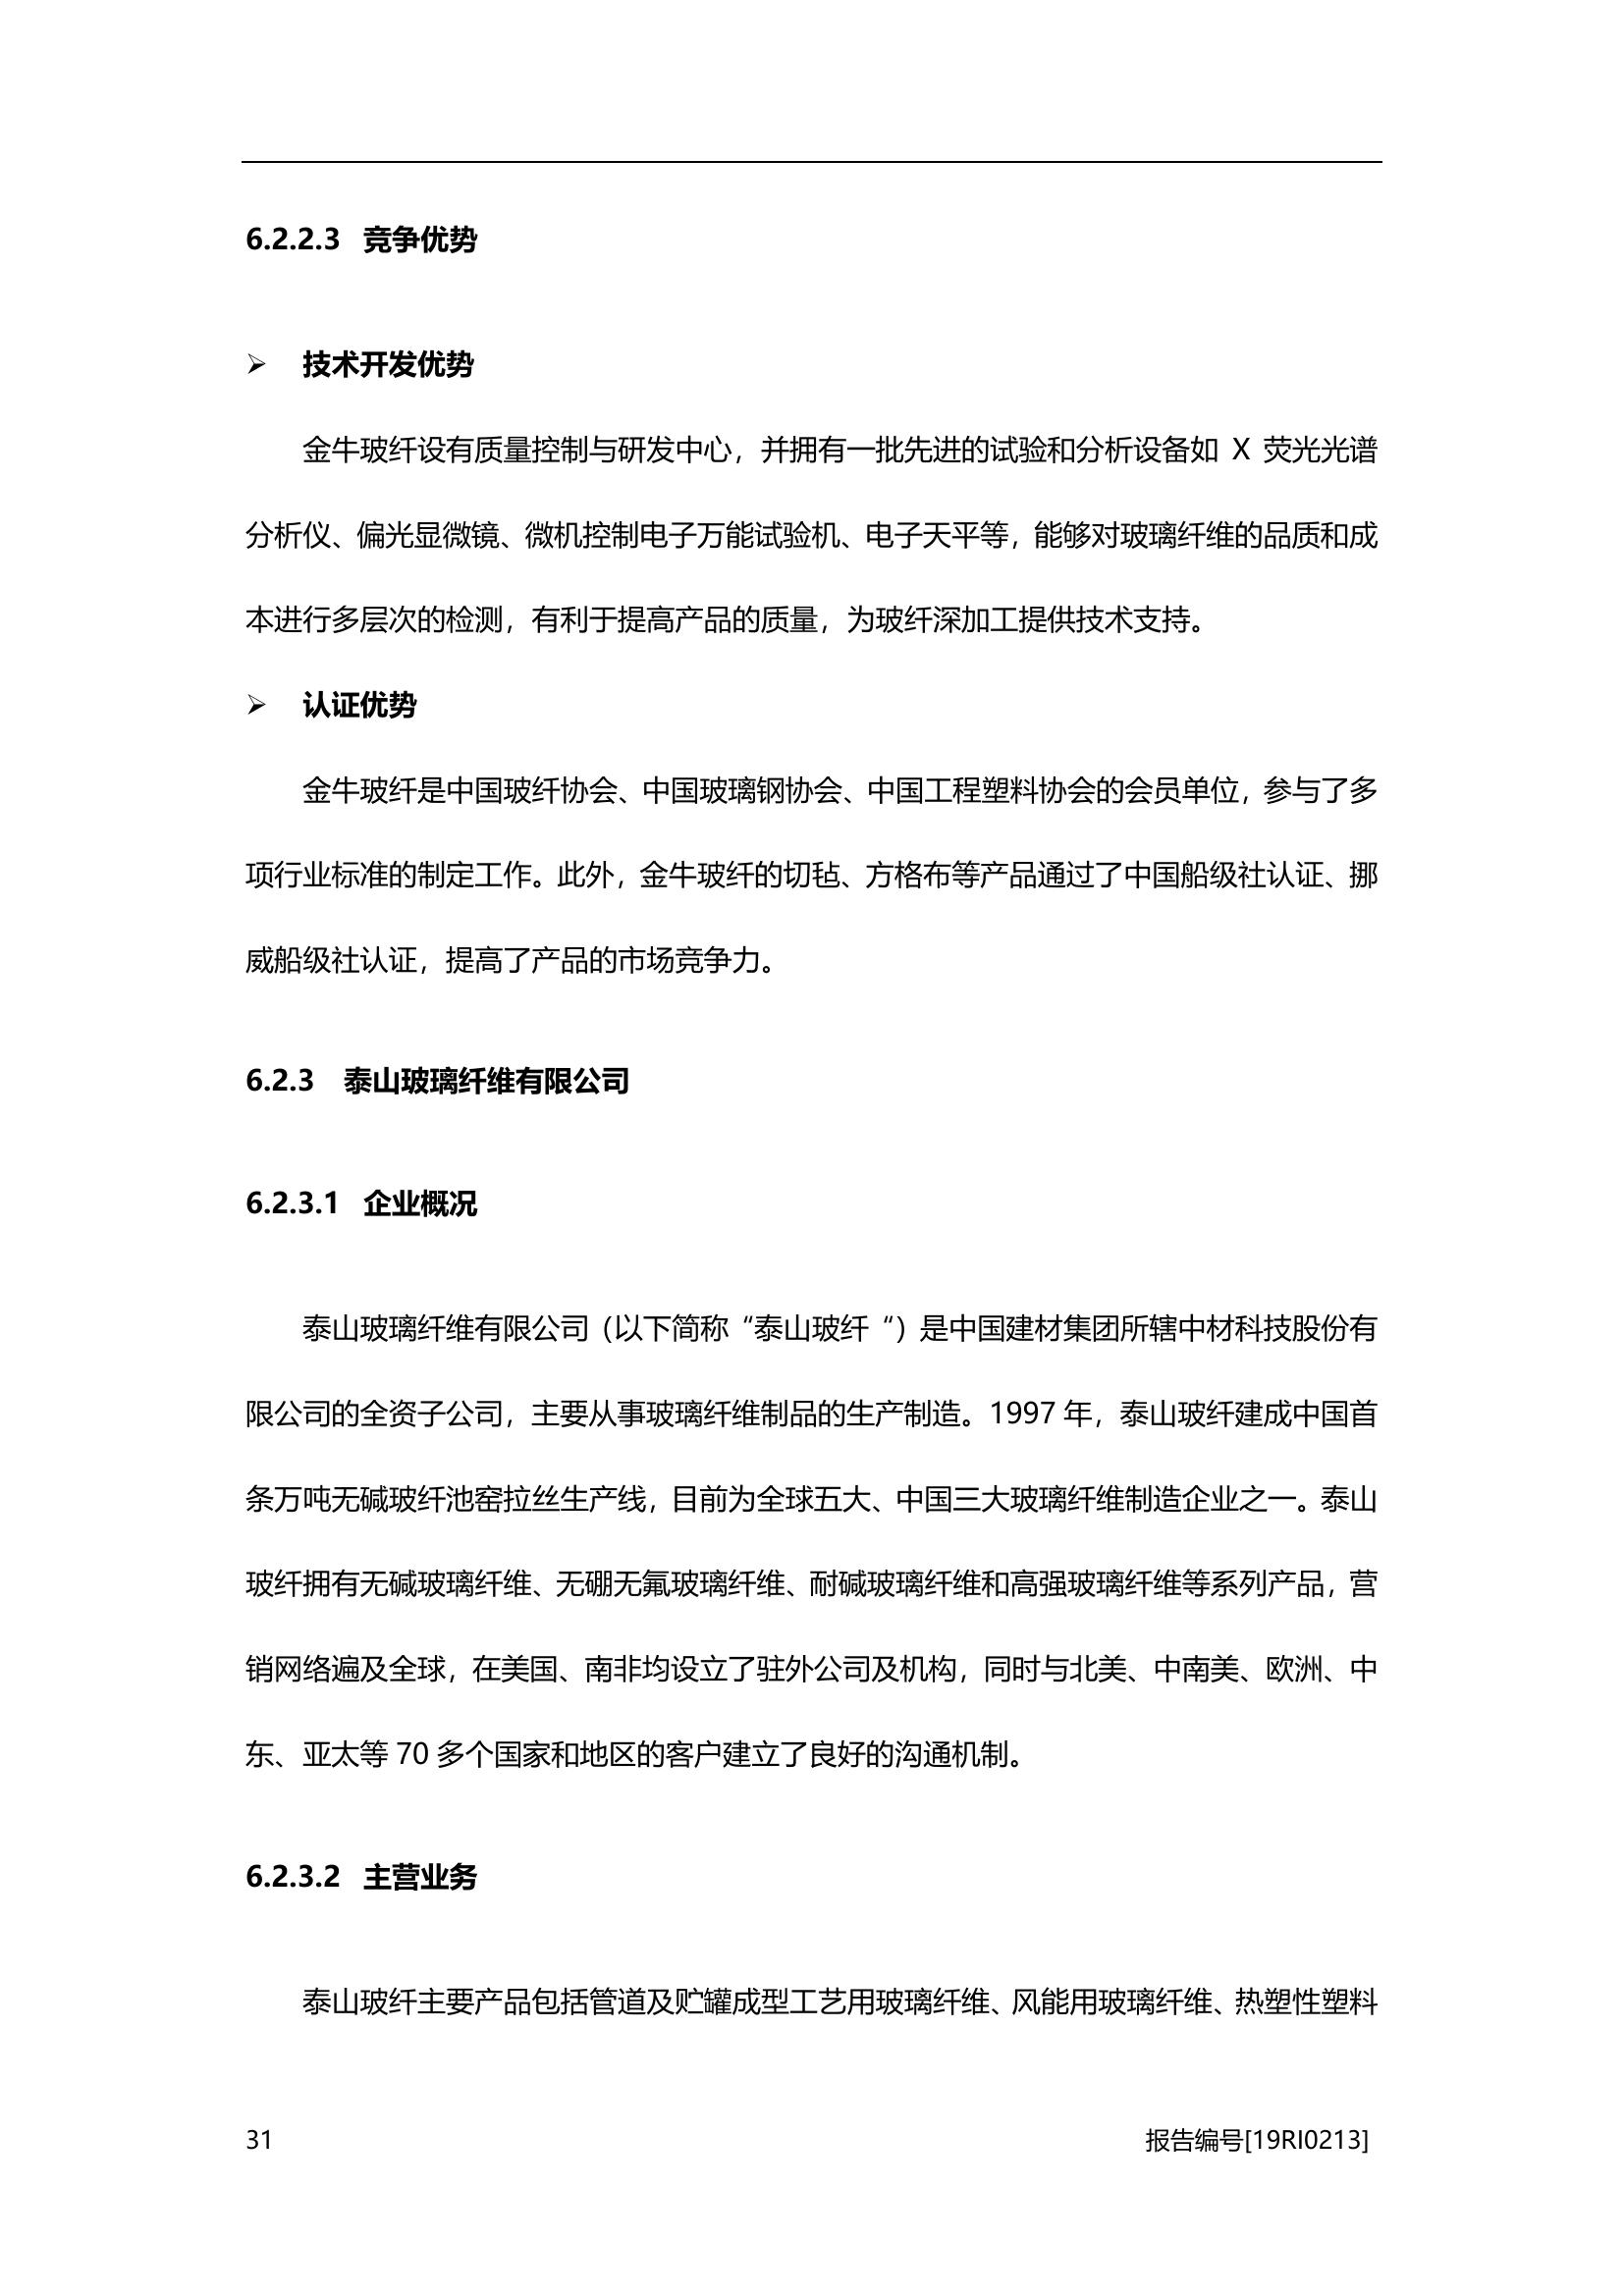 6.2.2.3 竞争优势
➢ 技术开发优势
金牛玻纤设有质量控制与研发中心，并拥有一批先进的试验和分析设备如 X 荧光光谱
分析仪、偏光显微镜、微机控制电子万能试验机、电子天平等，能够对玻璃纤维的品质和成
本进行多层次的检测，有利于提高产品的质量，为玻纤深加工提供技术支持。
➢ 认证优势
金牛玻纤是中国玻纤协会、中国玻璃钢协会、中国工程塑料协会的会员单位，参与了多
项行业标准的制定工作。此外，金牛玻纤的切毡、方格布等产品通过了中国船级社认证、挪
威船级社认证，提高了产品的市场竞争力。
6.2.3 泰山玻璃纤维有限公司
6.2.3.1 企业概况
泰山玻璃纤维有限公司（以下简称“泰山玻纤“）是中国建材集团所辖中材科技股份有
限公司的全资子公司，主要从事玻璃纤维制品的生产制造。1997 年，泰山玻纤建成中国首
条万吨无碱玻纤池窑拉丝生产线，目前为全球五大、中国三大玻璃纤维制造企业之一。泰山
玻纤拥有无碱玻璃纤维、无硼无氟玻璃纤维、耐碱玻璃纤维和高强玻璃纤维等系列产品，营
销网络遍及全球，在美国、南非均设立了驻外公司及机构，同时与北美、中南美、欧洲、中
东、亚太等 70 多个国家和地区的客户建立了良好的沟通机制。
6.2.3.2 主营业务
泰山玻纤主要产品包括管道及贮罐成型工艺用玻璃纤维、风能用玻璃纤维、热塑性塑料
31 报告编号[19RI0213]